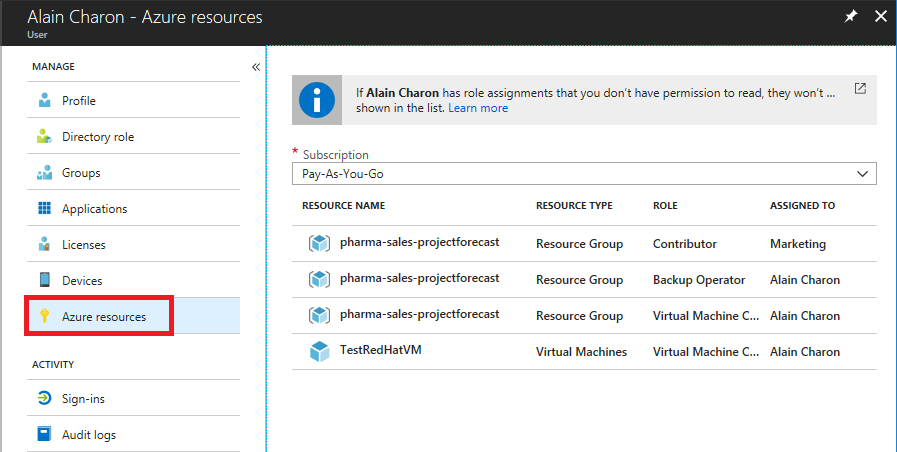 Alain Charon - Azure resources
User
MANAGE
Profile
Directory role
Groups
Applications
Licenses
Devices
Azure resources
ACTIVITY
Sign-ins
Audit logs
If Alain Charon has role assignments that you don't have permission to read, they won't ...
shown in the list. Learn more
* Subscription
Pay-As-You-Go
RESOURCE NAME RESOURCE TYPE ROLE ASSIGNED TO
pharma-sales-projectforecast Resource Group Contributor Marketing
pharma-sales-projectforecast Resource Group Backup Operator Alain Charon
pharma-sales-projectforecast Resource Group Virtual Machine C... Alain Charon
TestRedHatVM Virtual Machines Virtual Machine C... Alain Charon